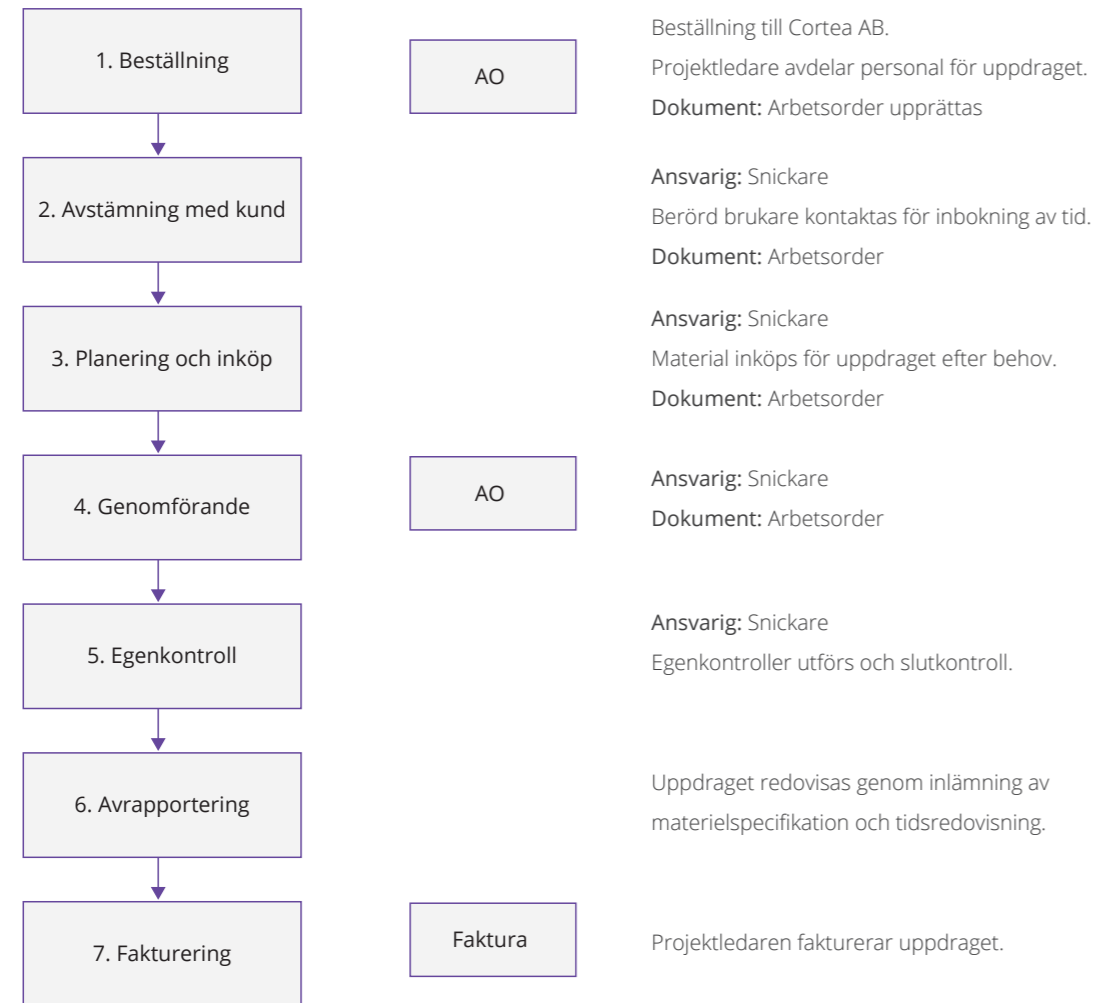 1. Beställning
AO
Beställning till Cortea AB.
Projektledare avdelar personal för uppdraget.
Dokument: Arbetsorder upprättas
2. Avstämning med kund
Ansvarig: Snickare
Berörd brukare kontaktas för inbokning av tid.
Dokument: Arbetsorder
3. Planering och inköp
Ansvarig: Snickare
Material inköps för uppdraget efter behov.
Dokument: Arbetsorder
4. Genomförande
AO
Ansvarig: Snickare
Dokument: Arbetsorder
5. Egenkontroll
Ansvarig: Snickare
Egenkontroller utförs och slutkontroll.
6. Avrapportering
Uppdraget redovisas genom inlämning av
materielspecifikation och tidsredovisning.
7. Fakturering
Faktura
Projektledaren fakturerar uppdraget.